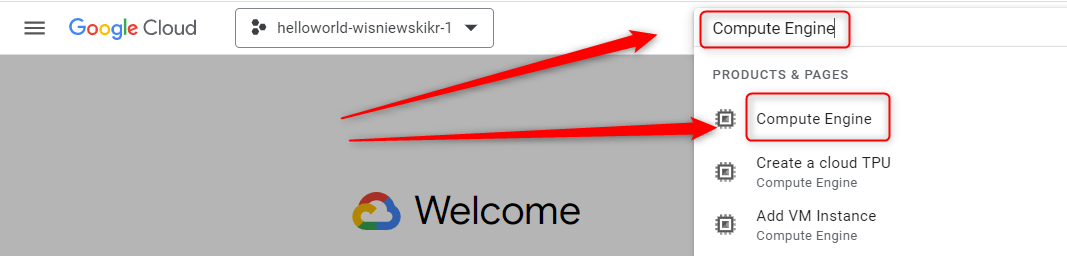 Google Cloud
helloworld-wisniewskikr-1
Compute Engine
PRODUCTS & PAGES
Compute Engine
Create a cloud TPU
Compute Engine
Add VM Instance
Compute Engine
Welcome